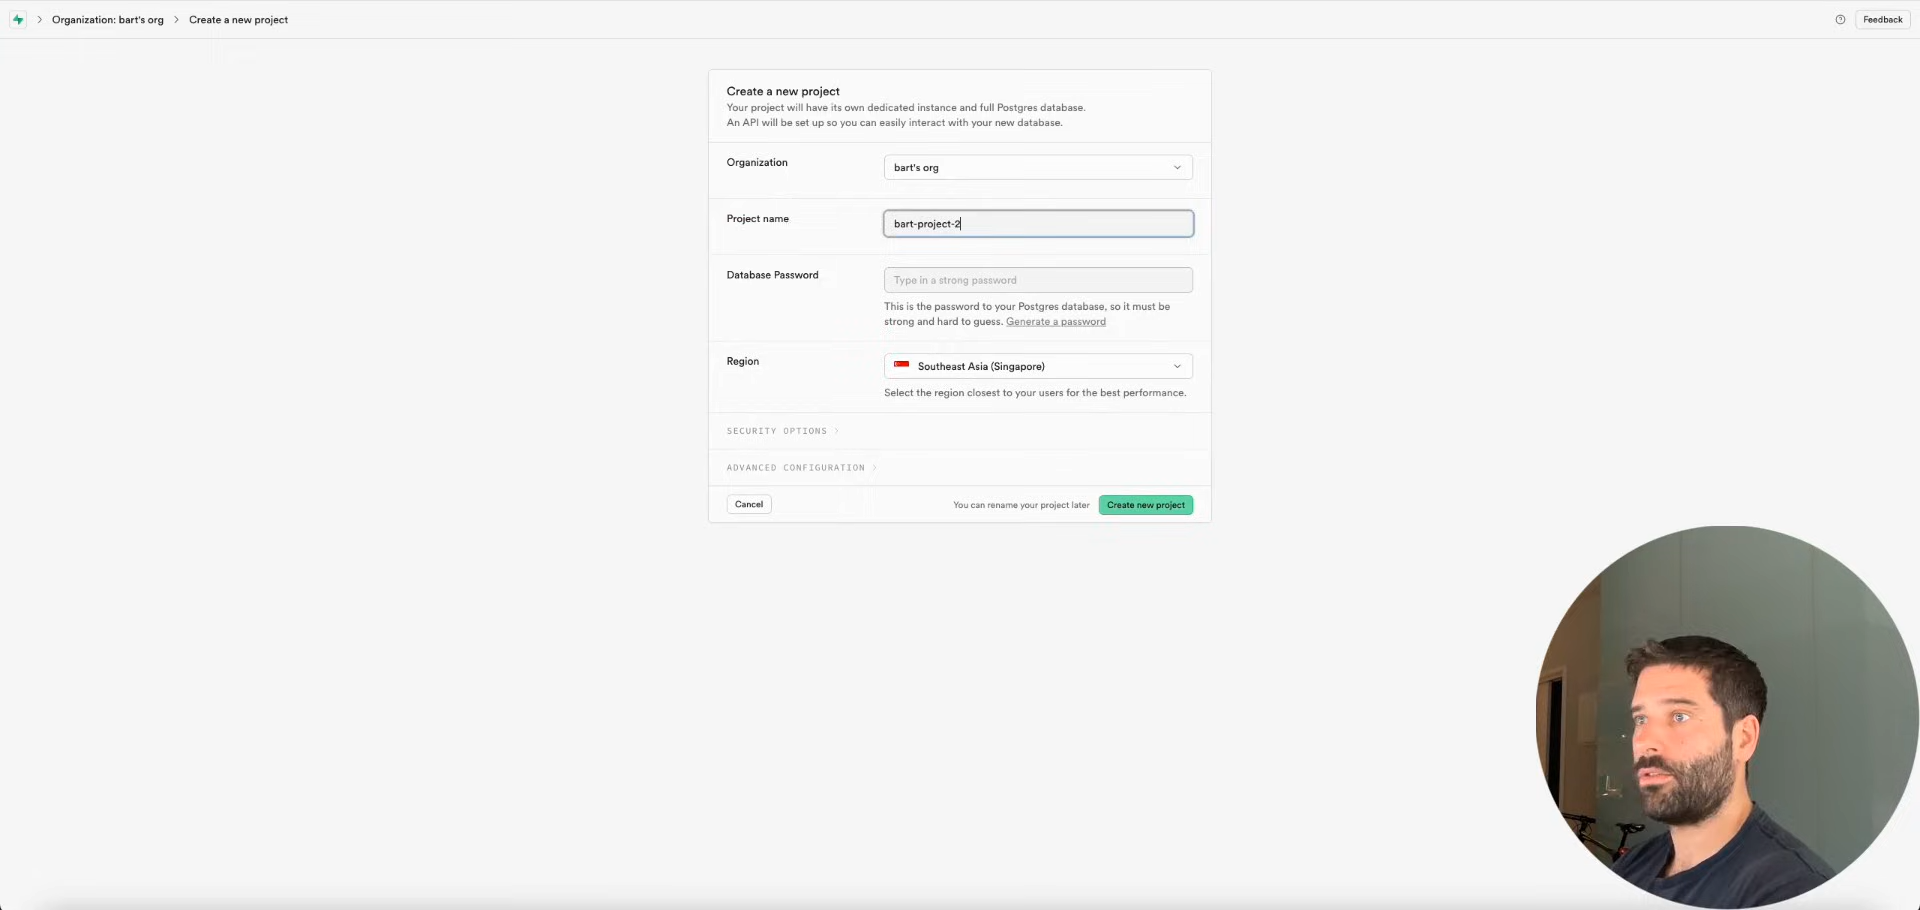 Organization: bart's org
Create a new project
Feedback
Create a new project
Your project will have its own dedicated instance and full Postgres database.
An API will be set up so you can easily interact with your new database.
Organization
bart's org
Project name
bart-project-2
Database Password
Type in a strong password
This is the password to your Postgres database, so it must be
strong and hard to guess. Generate a password
Region
Southeast Asia (Singapore)
Select the region closest to your users for the best performance.
SECURITY OPTIONS
ADVANCED CONFIGURATION
Cancel
You can rename your project later
Create new project